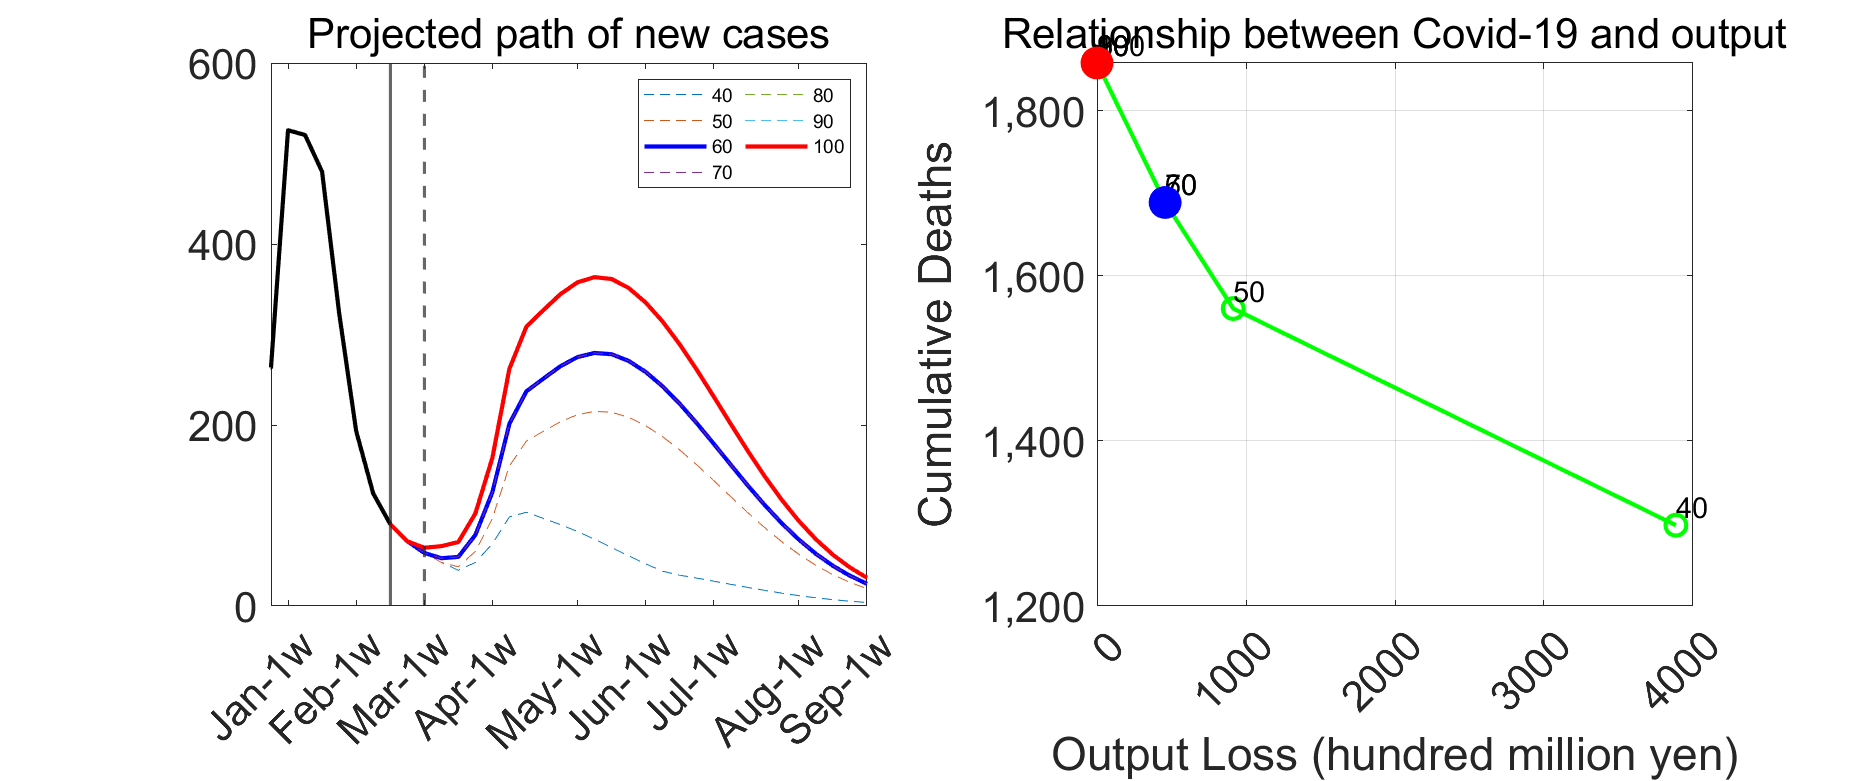 Projected path of new cases
600
400
200
0
40
50
60
70
80
90
100
Jan-1w
Feb-1w
Mar-1w
Apr-1w
May-1w
Jun-1w
Jul-1w
Aug-1w
Sep-1w
Relationship between Covid-19 and output
Cumulative Deaths
1,800
1,600
1,400
1,200
50
40
0
1000
2000
3000
4000
Output Loss (hundred million yen)